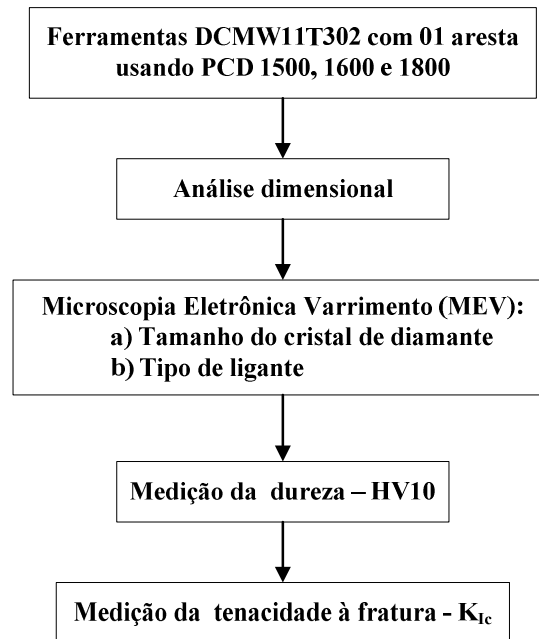 Ferramentas DCMW11T302 com 01 aresta
usando PCD 1500, 1600 e 1800
Análise dimensional
Microscopia Eletrônica Varrimento (MEV):
a) Tamanho do cristal de diamante
b) Tipo de ligante
Medição da dureza – HV10
Medição da tenacidade à fratura - KIc